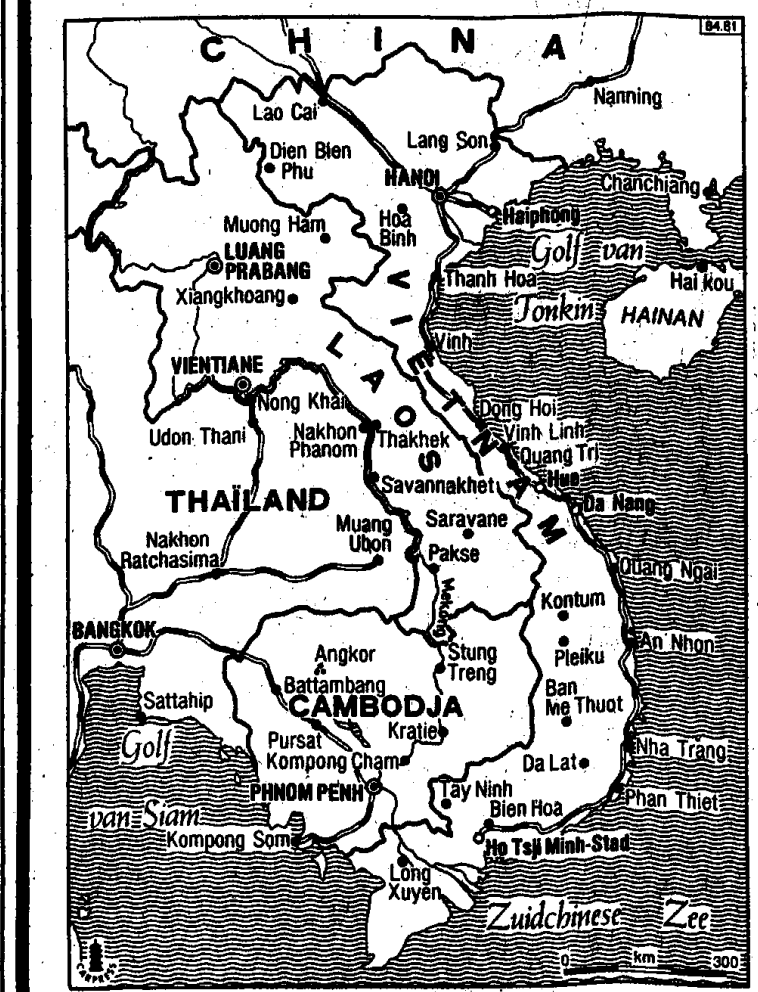 84.81
CHINA
Nanning
Lao Cai
Lang Son
Dien Bien
Phu
HANOI
Chanchiang
Hoa
Binh
Haiphong
Muong Ham
Golf van
Tonkin
LUANG
PRABANG
Thanh Hoa
Hai kou
Xiangkhoang
HAINAN
VIETNAM
Vinh
LAOS
VIENTIANE
Nong Khai
Dong Hoi
Udon Thani
Nakhon
Phanom
Thakhek
Vinh Linh
Quang Tri
Savannakhet
Hue
THAÏLAND
Da Nang
Muang
Ubon
Saravane
Nakhon
Ratchasima
Pakse
Quang Ngai
Mekong
Kontum
BANGKOK
An Nhon
Angkor
Stung
Treng
Pleiku
Battambang
Ban
Me Thuot
Sattahip
CAMBODJA
Kratie
Pursat
Golf
van Siam
Nha Trang
Kompong Cham
Da Lat
PHNOM PENH
Tay Ninh
Phan Thiet
Bien Hoa
Kompong Som
Ho Tsji Minh-Stad
Long
Xuyen
Zuidchinese Zee
0 km 300
CARPRESS